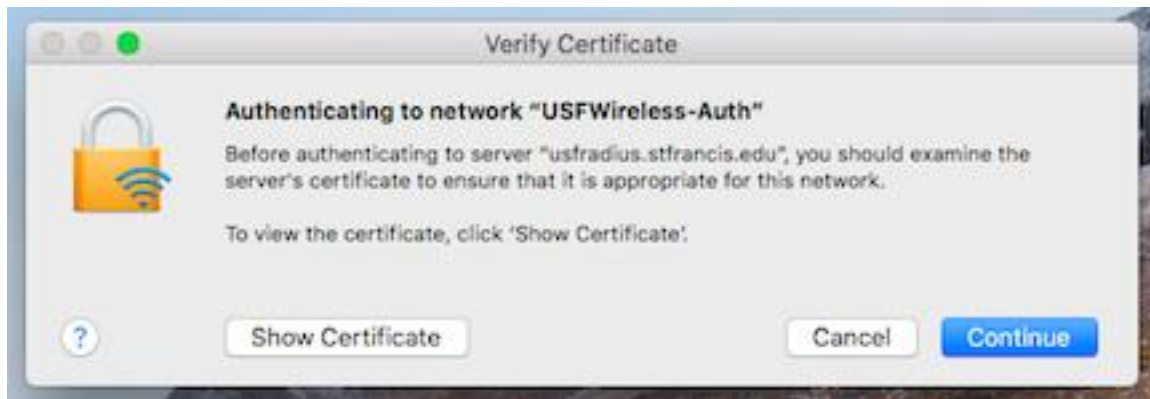 Verify Certificate
Authenticating to network “USFWireless-Auth”
Before authenticating to server “usfradius.stfrancis.edu”, you should examine the
server's certificate to ensure that it is appropriate for this network.
To view the certificate, click ‘Show Certificate’.
?
Show Certificate
Cancel
Continue